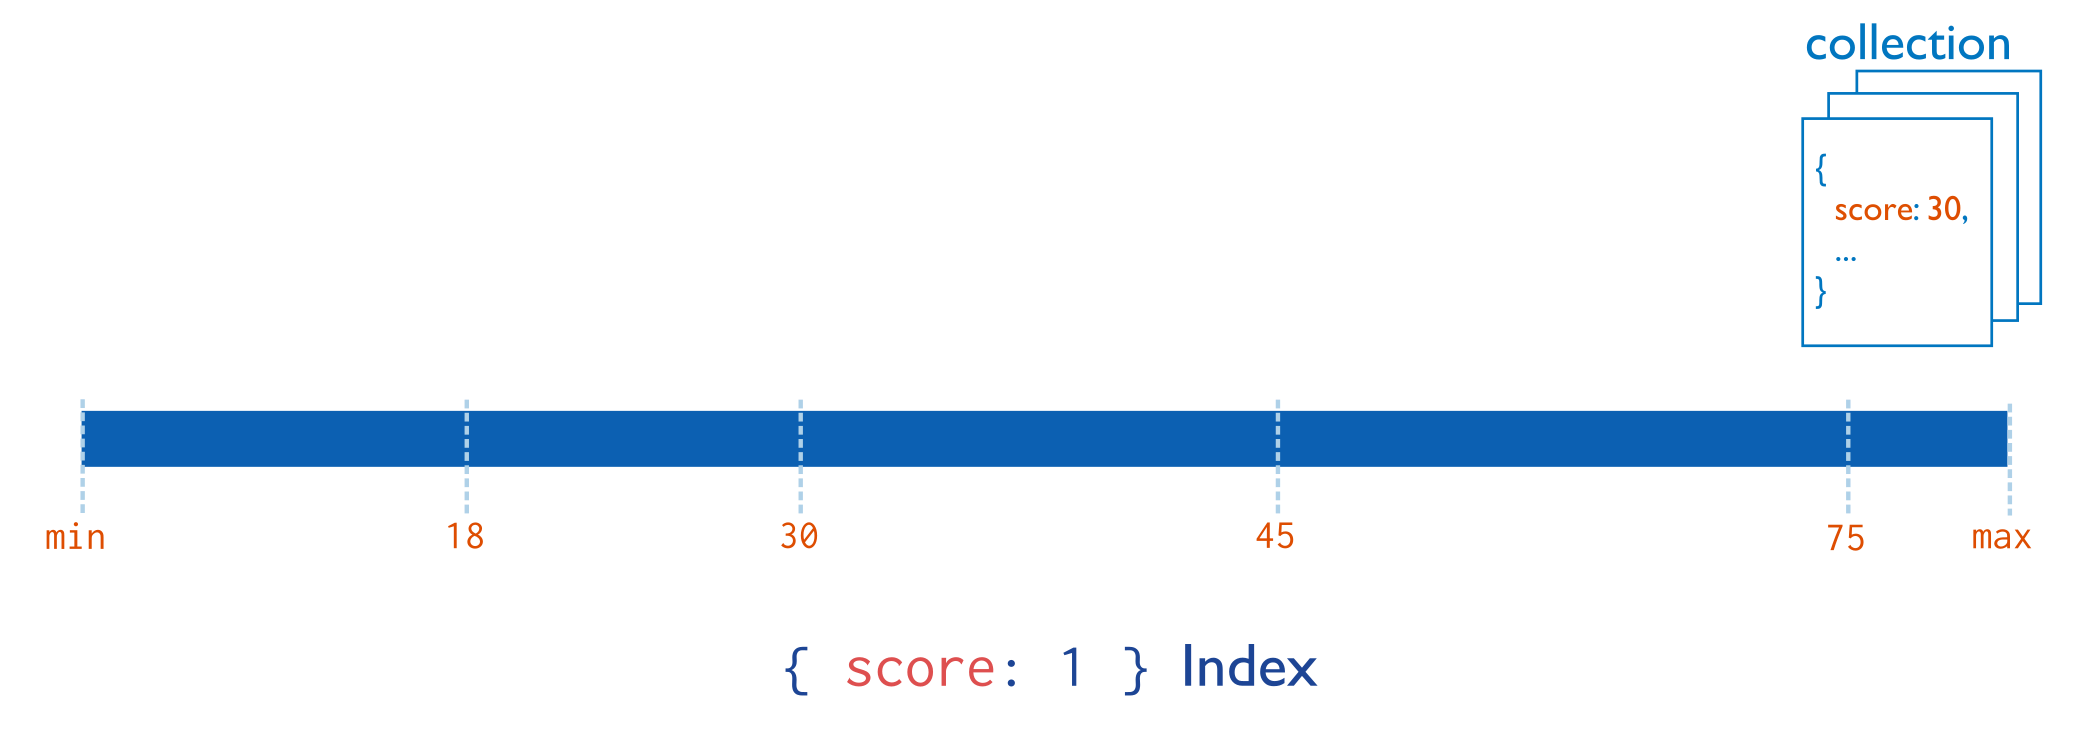 collection
{
score: 30,
...
}
min 18 30 45 75 max
{ score: 1 } Index